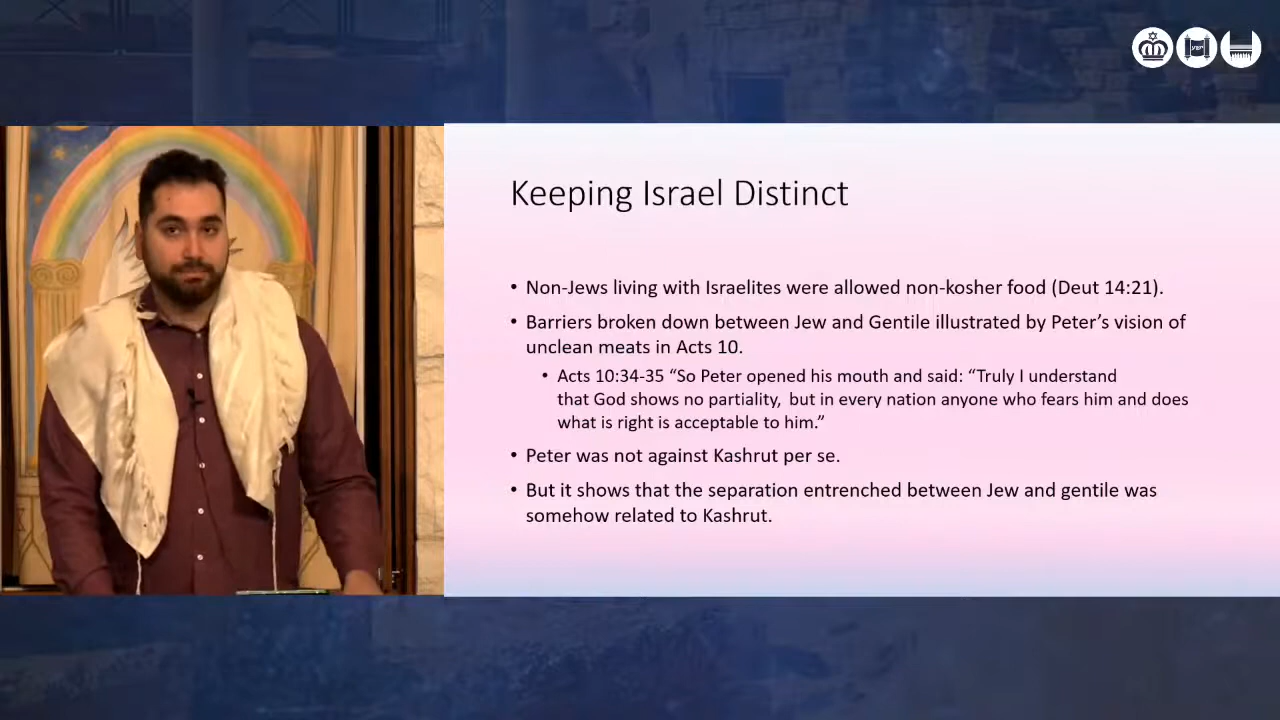 Keeping Israel Distinct
• Non-Jews living with Israelites were allowed non-kosher food (Deut 14:21).
• Barriers broken down between Jew and Gentile illustrated by Peter’s vision of
unclean meats in Acts 10.
• Acts 10:34-35 “So Peter opened his mouth and said: “Truly I understand
that God shows no partiality, but in every nation anyone who fears him and does
what is right is acceptable to him.”
• Peter was not against Kashrut per se.
• But it shows that the separation entrenched between Jew and gentile was
somehow related to Kashrut.